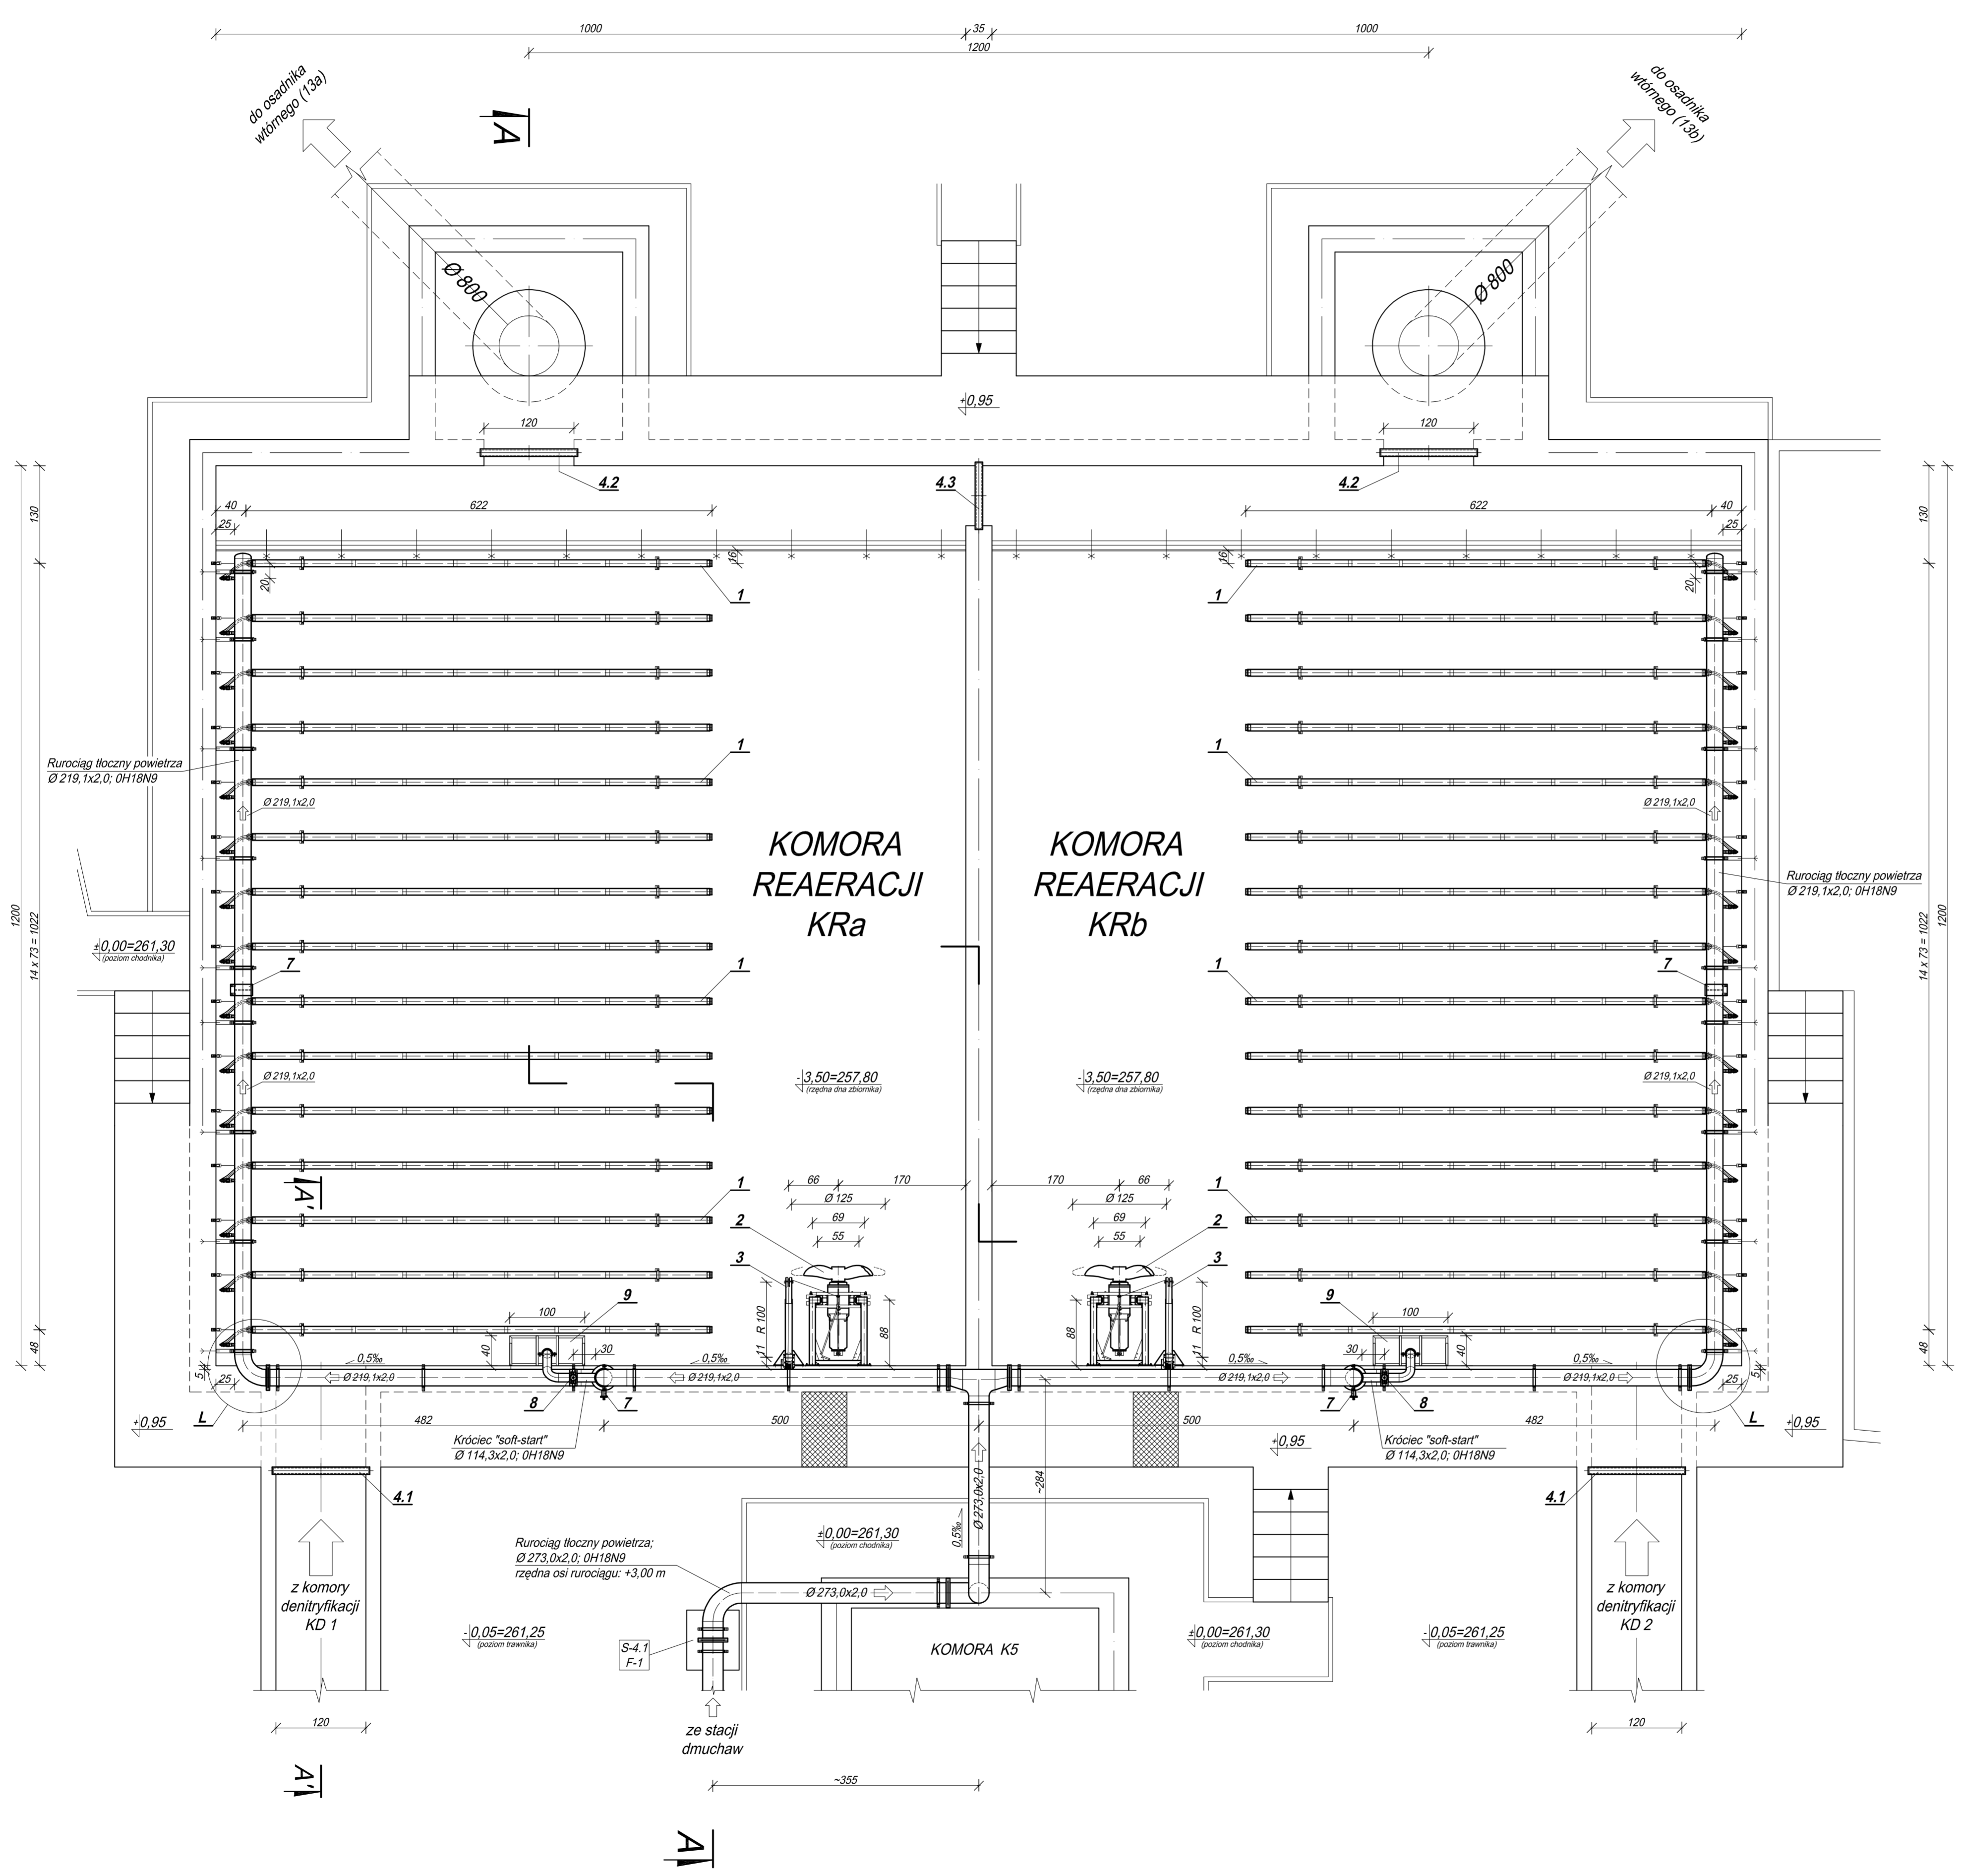 1000
35
1000
1200
do osadnika
wtórnego (13a)
do osadnika
wtórnego (13b)
A
Ø 800
Ø 800
+0,95
120
120
4.2
4.3
4.2
40
622
622
40
25
25
130
130
16
16
20
20
1
1
1
1
Rurociąg tłoczny powietrza
Ø 219,1x2,0; 0H18N9
Ø 219,1x2,0
Ø 219,1x2,0
KOMORA
REAERACJI
KRa
KOMORA
REAERACJI
KRb
Rurociąg tłoczny powietrza
Ø 219,1x2,0; 0H18N9
1200
14 x 73 = 1022
14 x 73 = 1022
1200
±0,00=261,30
(poziom chodnika)
7
1
1
7
Ø 219,1x2,0
-3,50=257,80
(rzędna dna zbiornika)
-3,50=257,80
(rzędna dna zbiornika)
Ø 219,1x2,0
A'
1
66
170
170
66
1
Ø 125
Ø 125
2
69
69
2
55
55
3
3
9
R 100
11
88
88
R 100
11
9
100
100
40
30
30
40
48
48
5
25
0,5‰
0,5‰
0,5‰
0,5‰
25
5
Ø 219,1x2,0
Ø 219,1x2,0
Ø 219,1x2,0
Ø 219,1x2,0
8
7
7
8
L
L
+0,95
482
500
500
482
+0,95
Króciec "soft-start"
Ø 114,3x2,0; 0H18N9
+0,95
Króciec "soft-start"
Ø 114,3x2,0; 0H18N9
4.1
4.1
Ø 273,0x2,0
~284
0,5‰
±0,00=261,30
(poziom chodnika)
Rurociąg tłoczny powietrza;
Ø 273,0x2,0; 0H18N9
rzędna osi rurociągu: +3,00 m
Ø 273,0x2,0
z komory
denitryfikacji
KD 1
z komory
denitryfikacji
KD 2
-0,05=261,25
(poziom trawnika)
S-4.1
F-1
KOMORA K5
±0,00=261,30
(poziom chodnika)
-0,05=261,25
(poziom trawnika)
120
120
ze stacji
dmuchaw
A'
~355
A